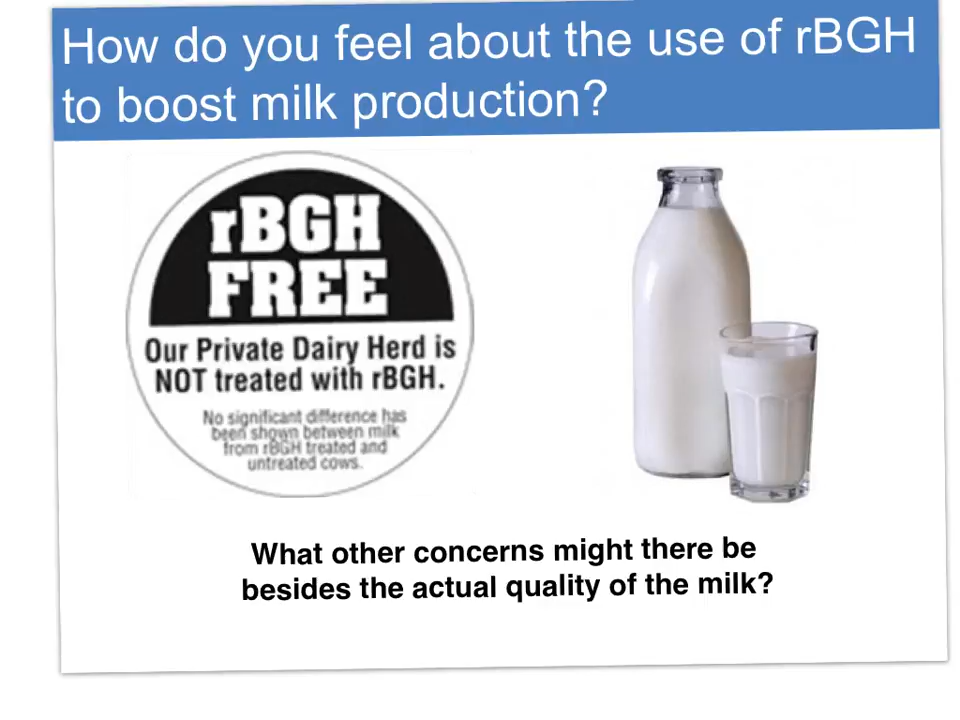 How do you feel about the use of rBGH
to boost milk production?
rBGH
FREE
Our Private Dairy Herd is
NOT treated with rBGH.
No significant difference has
been shown between milk
from rBGH treated and
untreated cows.
What other concerns might there be
besides the actual quality of the milk?